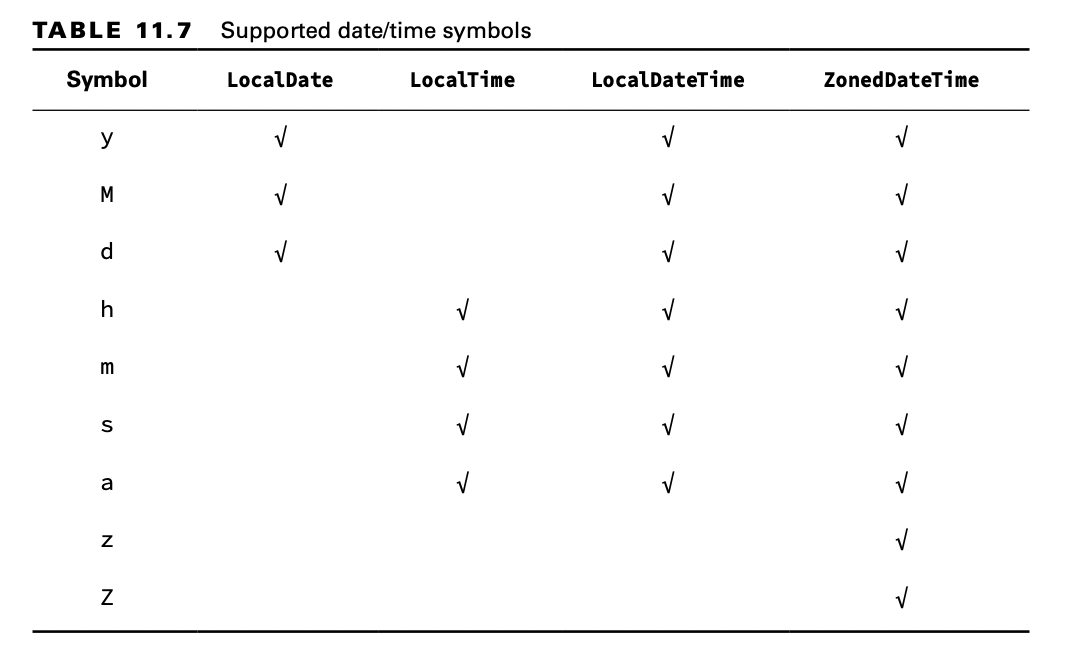 TABLE 11.7 Supported date/time symbols
Symbol LocalDate LocalTime LocalDateTime ZonedDateTime
y √ √ √
M √ √ √
d √ √ √
h √ √ √
m √ √ √
s √ √ √
a √ √ √
z √
Z √